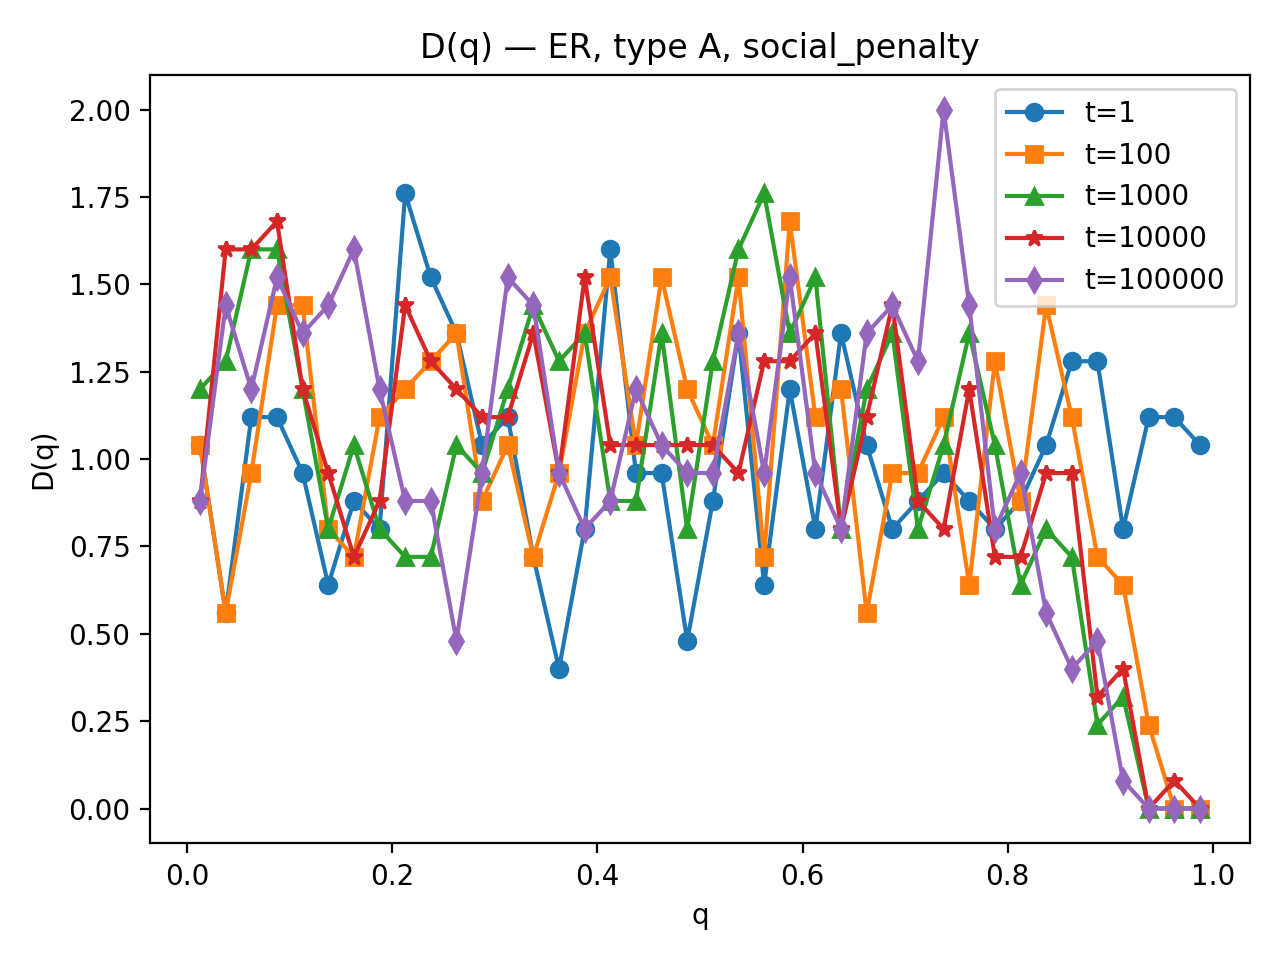 D(q) — ER, type A, social_penalty
t=1
t=100
t=1000
t=10000
t=100000
2.00
1.75
1.50
1.25
1.00
0.75
0.50
0.25
0.00
D(q)
0.0 0.2 0.4 0.6 0.8 1.0
q